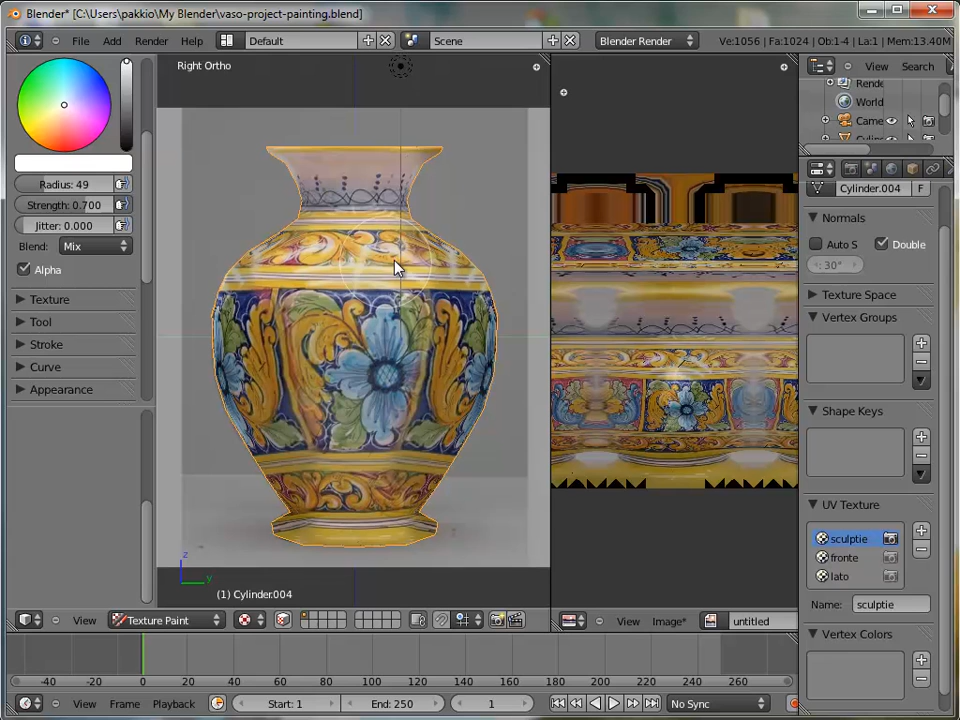 Blender* [C:\Users\pakkio\My Blender\vaso-project-painting.blend]
File Add Render Help Default Scene Blender Render Ve:1056 | Fa:1024 | Ob:1-4 | La:1 | Mem:13.40M
Right Ortho
View Search
Rende
World
Came
Radius: 49
Strength: 0.700
Jitter: 0.000
Blend: Mix
Alpha
Texture
Tool
Stroke
Curve
Appearance
Cylinder.004 F
Normals
Auto S Double
30°
Texture Space
Vertex Groups
Shape Keys
UV Texture
sculptie
fronte
lato
Name: sculptie
Vertex Colors
z
y
(1) Cylinder.004
View Texture Paint
View Image* untitled
-40 -20 0 20 40 60 80 100 120 140 160 180 200 220 240 260
View Frame Playback Start: 1 End: 250 1 No Sync